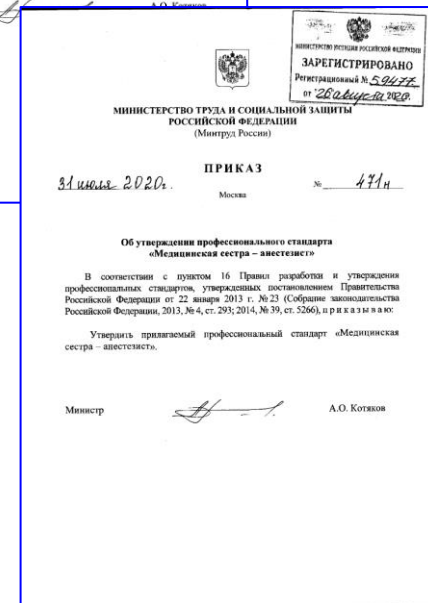 А.О. Котяков
МИНИСТЕРСТВО ЮСТИЦИИ РОССИЙСКОЙ ФЕДЕРАЦИИ
ЗАРЕГИСТРИРОВАНО
Регистрационный № 59477
от "26 августа 2020.
МИНИСТЕРСТВО ТРУДА И СОЦИАЛЬНОЙ ЗАЩИТЫ
РОССИЙСКОЙ ФЕДЕРАЦИИ
(Минтруд России)
ПРИКАЗ
31 июля 2020г. № 471н
Москва
Об утверждении профессионального стандарта
«Медицинская сестра – анестезист»
В соответствии с пунктом 16 Правил разработки и утверждения
профессиональных стандартов, утвержденных постановлением Правительства
Российской Федерации от 22 января 2013 г. № 23 (Собрание законодательства
Российской Федерации, 2013, № 4, ст. 293; 2014, № 39, ст. 5266), приказываю:
Утвердить прилагаемый профессиональный стандарт «Медицинская
сестра – анестезист».
Министр А.О. Котяков